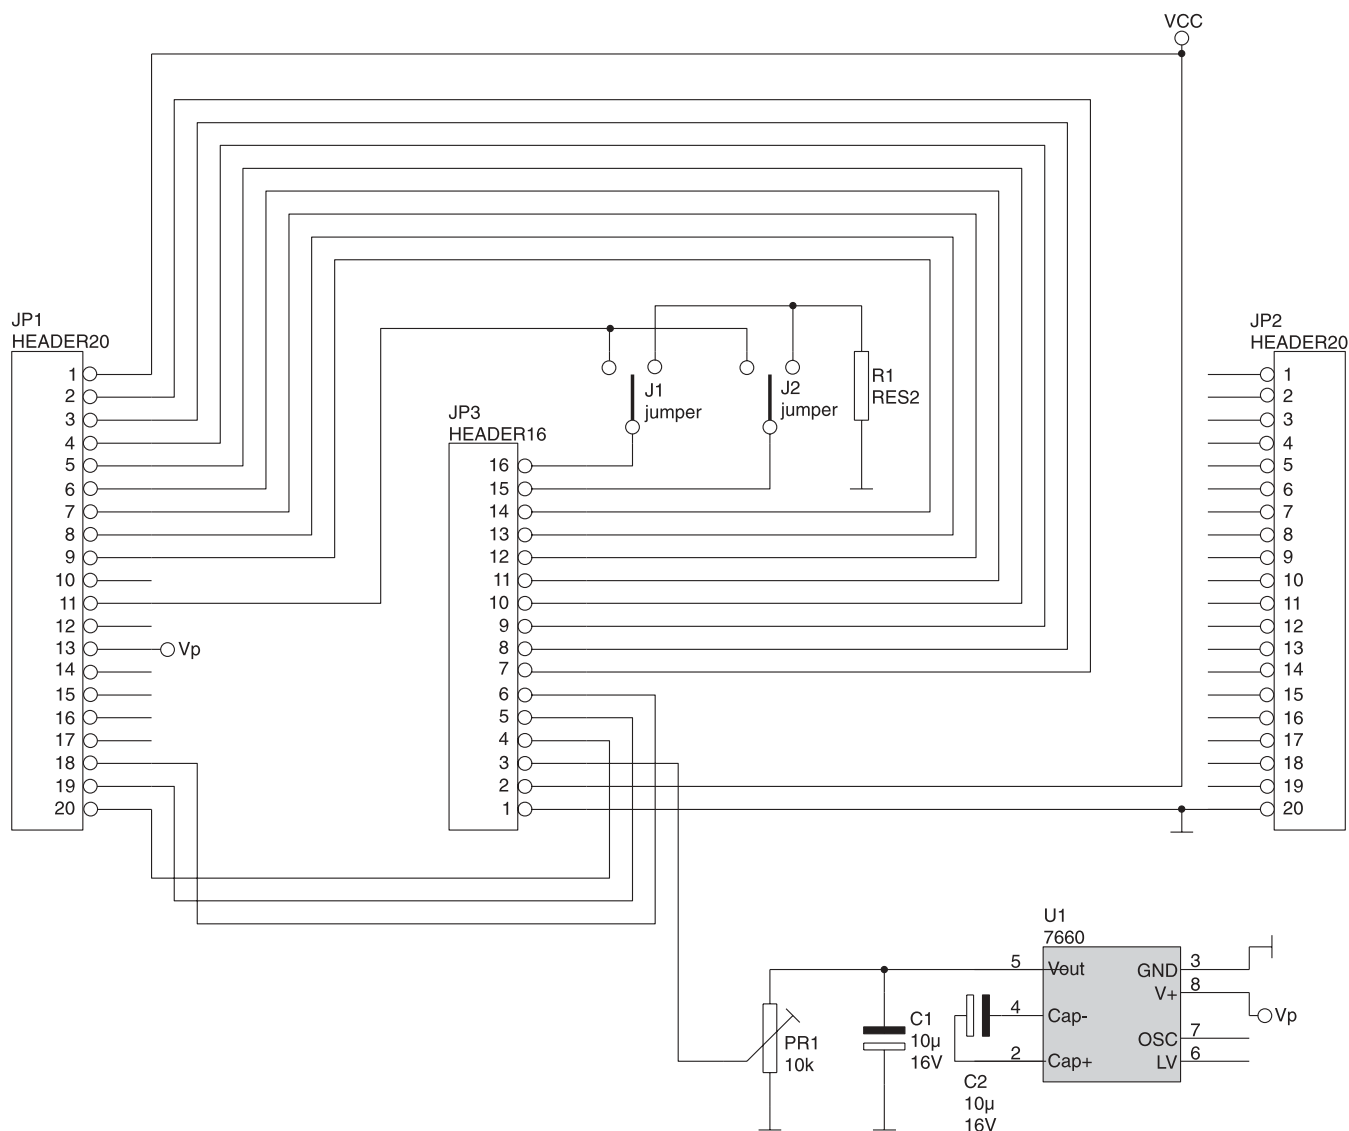 VCC
JP1
HEADER20
1
2
3
4
5
6
7
8
9
10
11
12
13
14
15
16
17
18
19
20
Vp
JP3
HEADER16
16
15
14
13
12
11
10
9
8
7
6
5
4
3
2
1
J1
jumper
J2
jumper
R1
RES2
JP2
HEADER20
1
2
3
4
5
6
7
8
9
10
11
12
13
14
15
16
17
18
19
20
U1
7660
5 Vout
4 Cap-
2 Cap+
GND 3
V+ 8
OSC 7
LV 6
Vp
PR1
10k
C1
10µ
16V
C2
10µ
16V